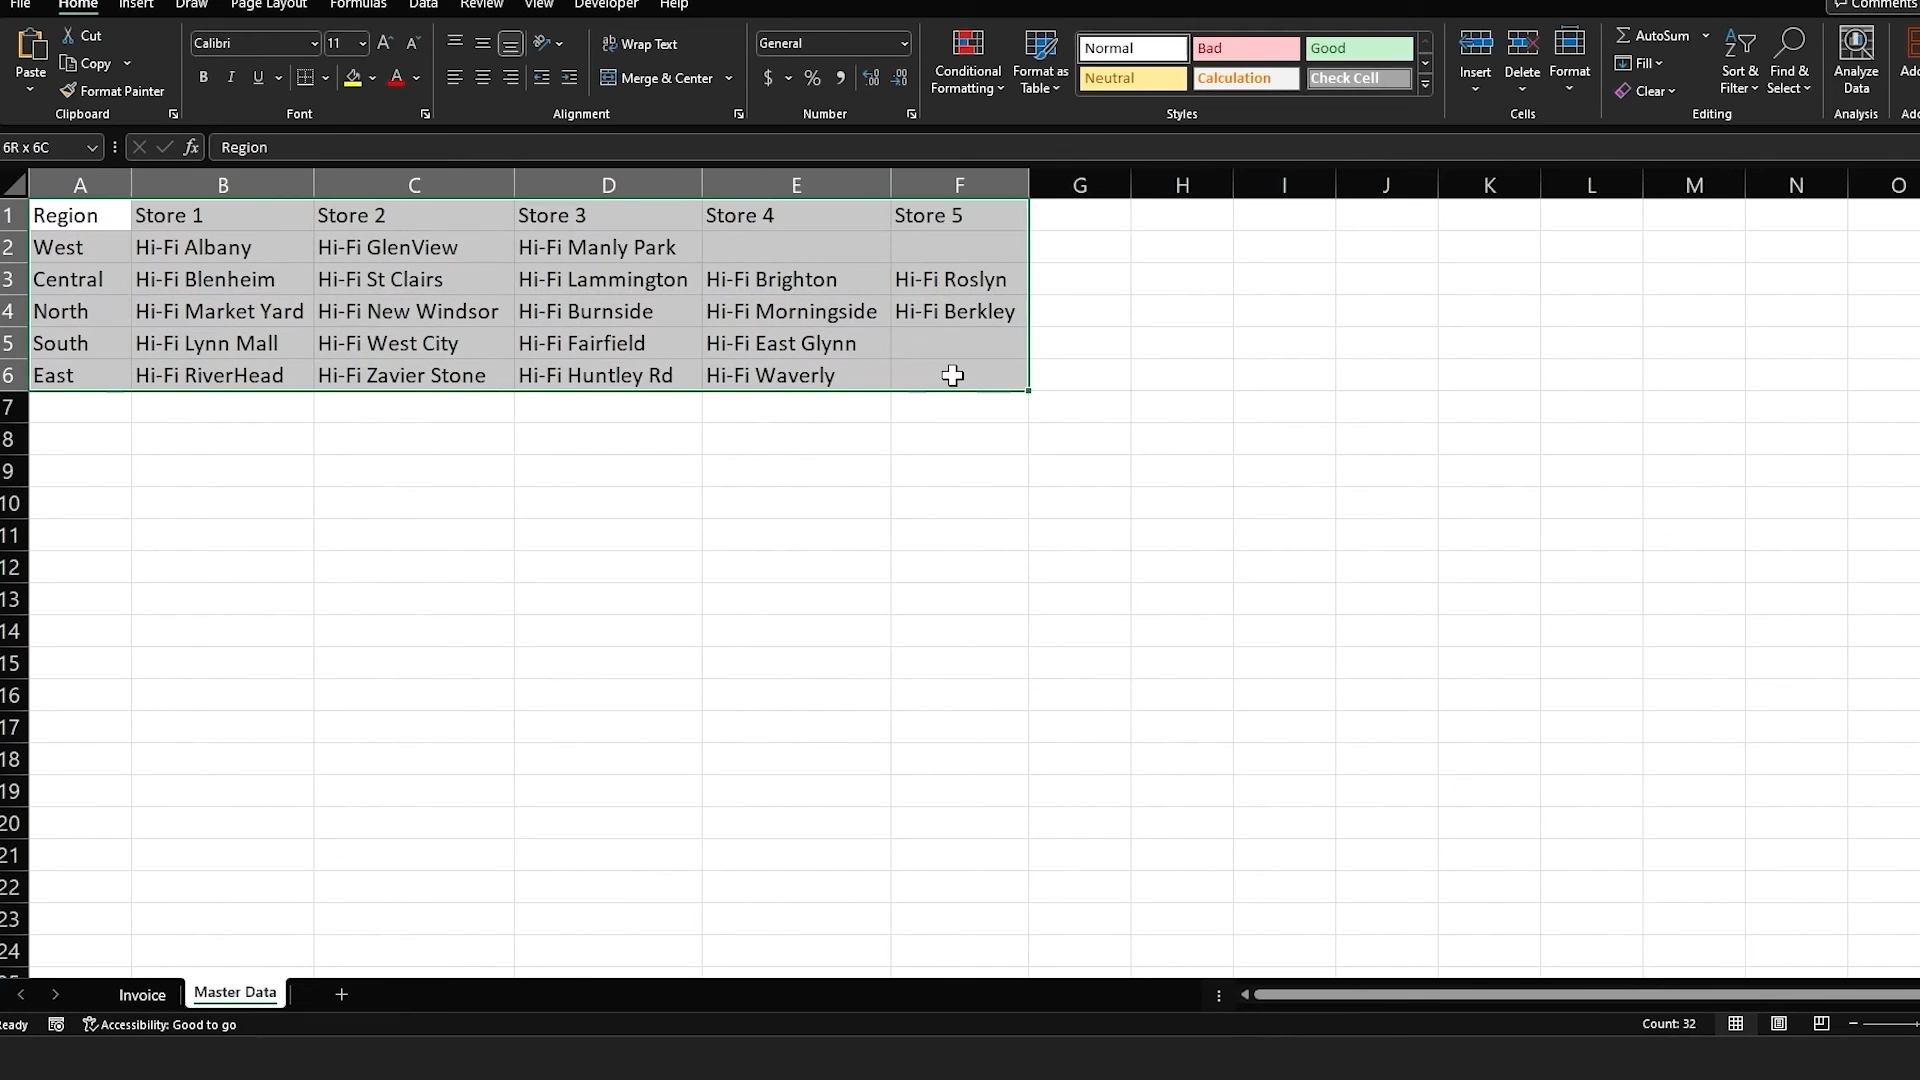 File Home Insert Draw Page Layout Formulas Data Review View Developer Help Comments
Paste Cut Copy Format Painter Clipboard
Calibri 11 B I U A Font
Wrap Text Merge & Center Alignment
General $ % Number
Conditional Formatting Format as Table
Normal Bad Good
Neutral Calculation Check Cell
Styles
Insert Delete Format Cells
AutoSum Fill Clear Sort & Filter Find & Select Editing
Analyze Data Analysis
6R x 6C fx Region
A B C D E F G H I J K L M N O
1 Region Store 1 Store 2 Store 3 Store 4 Store 5
2 West Hi-Fi Albany Hi-Fi GlenView Hi-Fi Manly Park
3 Central Hi-Fi Blenheim Hi-Fi St Clairs Hi-Fi Lammington Hi-Fi Brighton Hi-Fi Roslyn
4 North Hi-Fi Market Yard Hi-Fi New Windsor Hi-Fi Burnside Hi-Fi Morningside Hi-Fi Berkley
5 South Hi-Fi Lynn Mall Hi-Fi West City Hi-Fi Fairfield Hi-Fi East Glynn
6 East Hi-Fi RiverHead Hi-Fi Zavier Stone Hi-Fi Huntley Rd Hi-Fi Waverly
7
8
9
10
11
12
13
14
15
16
17
18
19
20
21
22
23
24
Invoice Master Data +
eady Accessibility: Good to go Count: 32